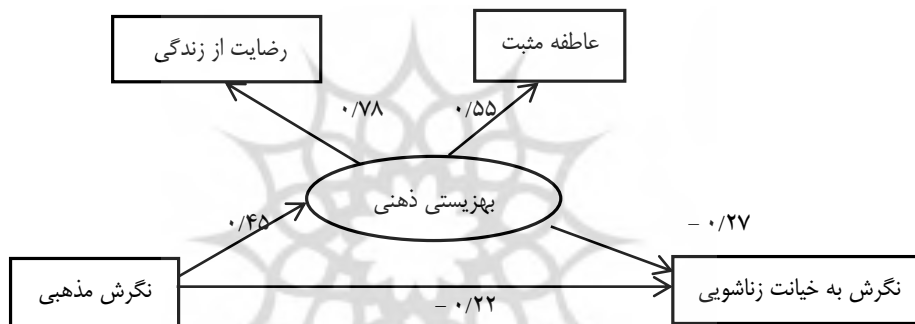 رضایت از زندگی
عاطفه مثبت
۰/۷۸
۰/۵۵
بهزیستی ذهنی
۰/۴۵
– ۰/۲۷
نگرش مذهبی
نگرش به خیانت زناشویی
– ۰/۲۲